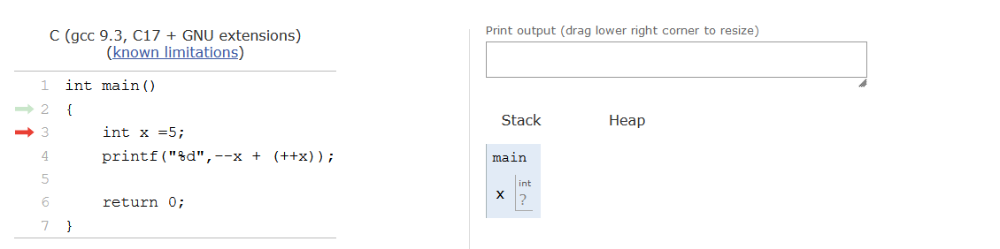 C (gcc 9.3, C17 + GNU extensions)
(known limitations)
1 int main()
2 {
3 int x =5;
4 printf("%d",--x + (++x));
5
6 return 0;
7 }
Print output (drag lower right corner to resize)
Stack Heap
main
int
x ?